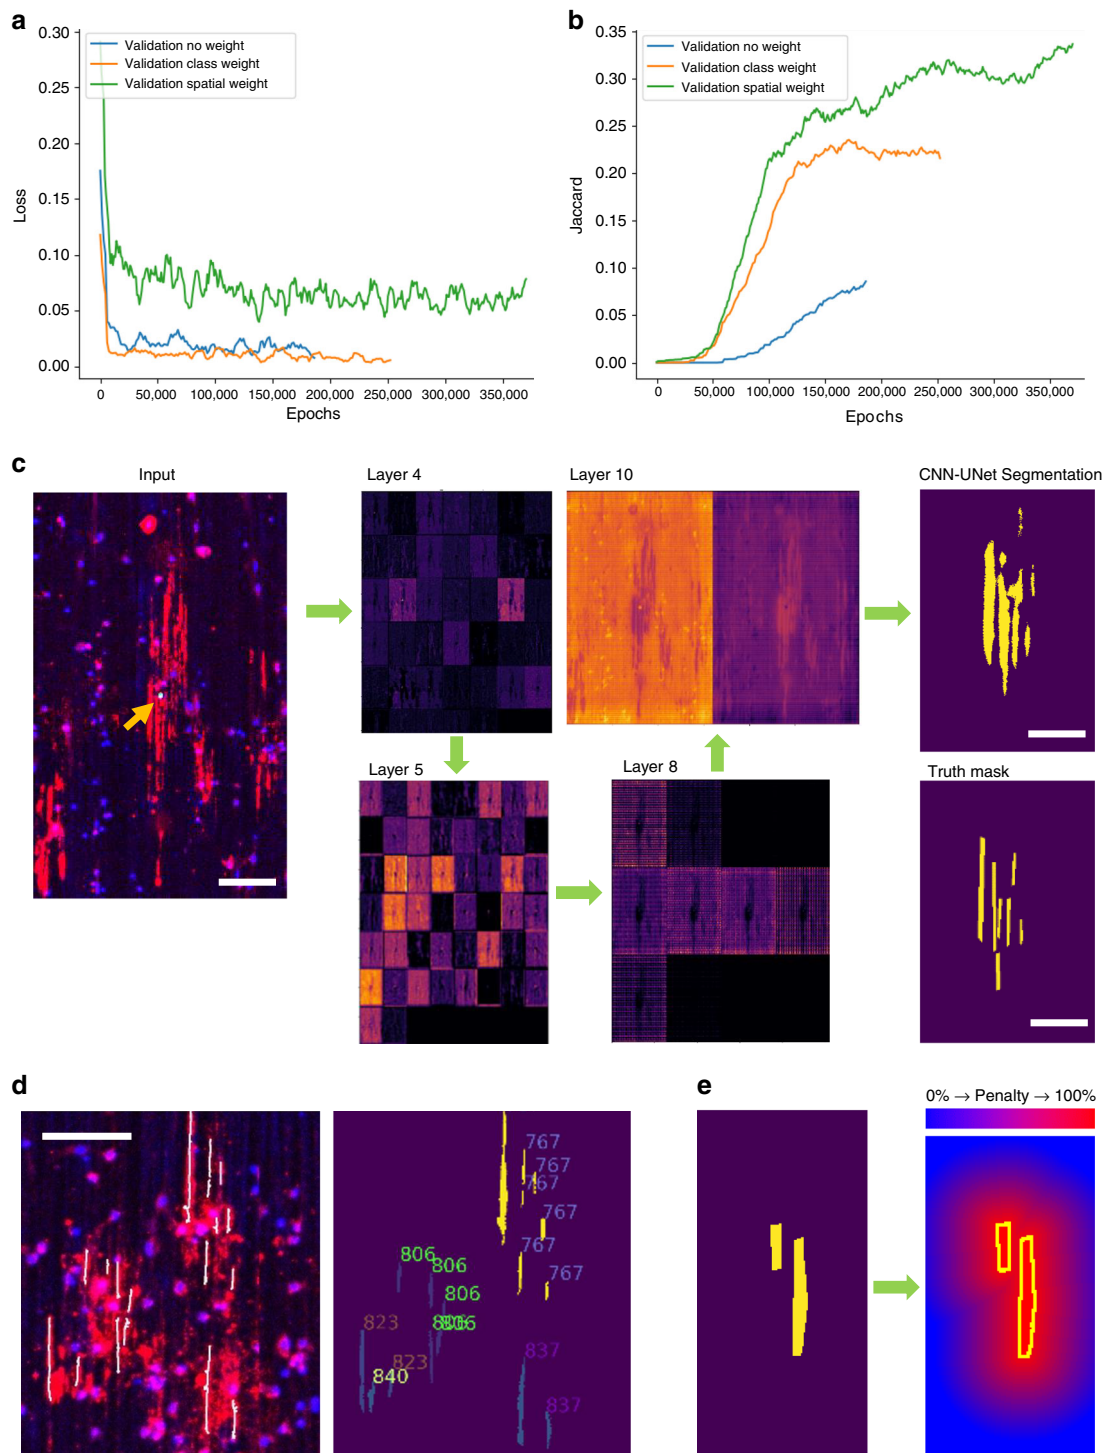 a
0.30
0.25
0.20
0.15
0.10
0.05
0.00
Loss
Validation no weight
Validation class weight
Validation spatial weight
0 50,000 100,000 150,000 200,000 250,000 300,000 350,000
Epochs
b
0.35
0.30
0.25
0.20
0.15
0.10
0.05
0.00
Jaccard
Validation no weight
Validation class weight
Validation spatial weight
0 50,000 100,000 150,000 200,000 250,000 300,000 350,000
Epochs
c
Input
Layer 4
Layer 10
CNN-UNet Segmentation
Layer 5
Layer 8
Truth mask
d
767
767
767
767
767
767
806
806
806
806
823
823
840
837
837
e
0% → Penalty → 100%